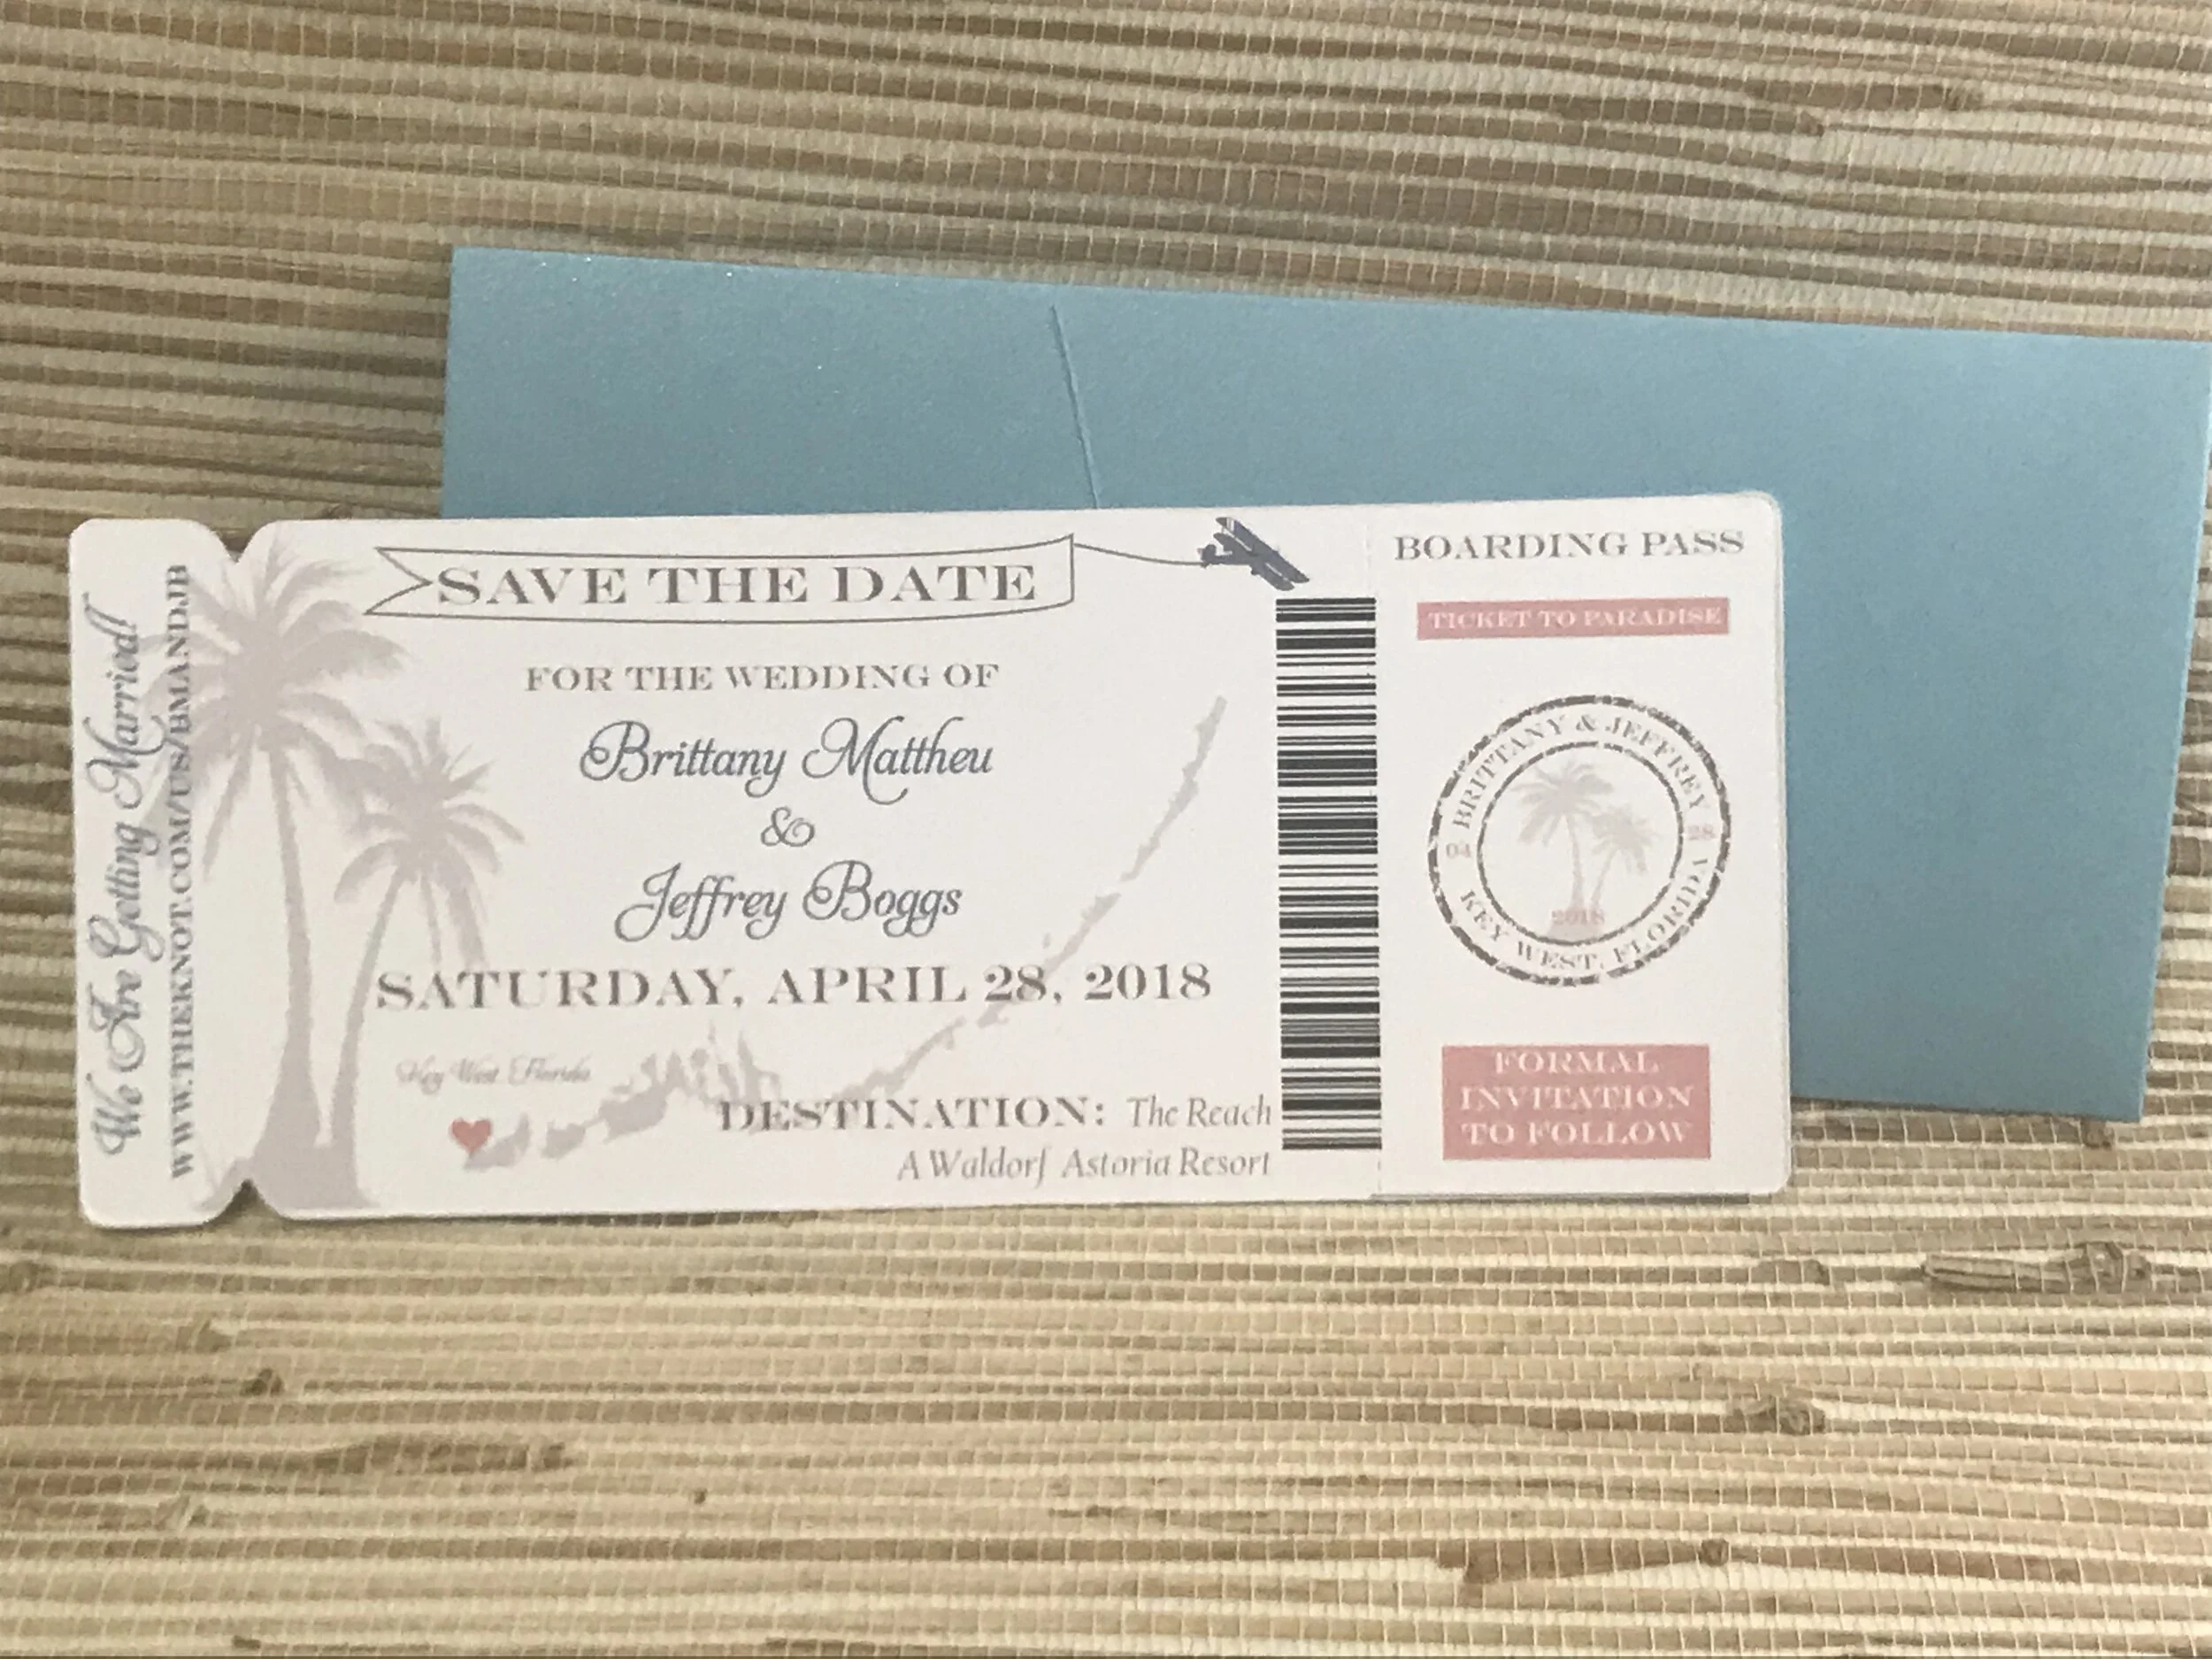 We Are Getting Married!
WWW.THEKNOT.COM/US/BMANDJB
SAVE THE DATE
FOR THE WEDDING OF
Brittany Mattheu
&
Jeffrey Boggs
SATURDAY, APRIL 28, 2018
Key West, Florida
DESTINATION: The Reach
A Waldorf Astoria Resort
BOARDING PASS
TICKET TO PARADISE
BRITTANY & JEFFREY
04
28
2018
KEY WEST, FLORIDA
FORMAL
INVITATION
TO FOLLOW